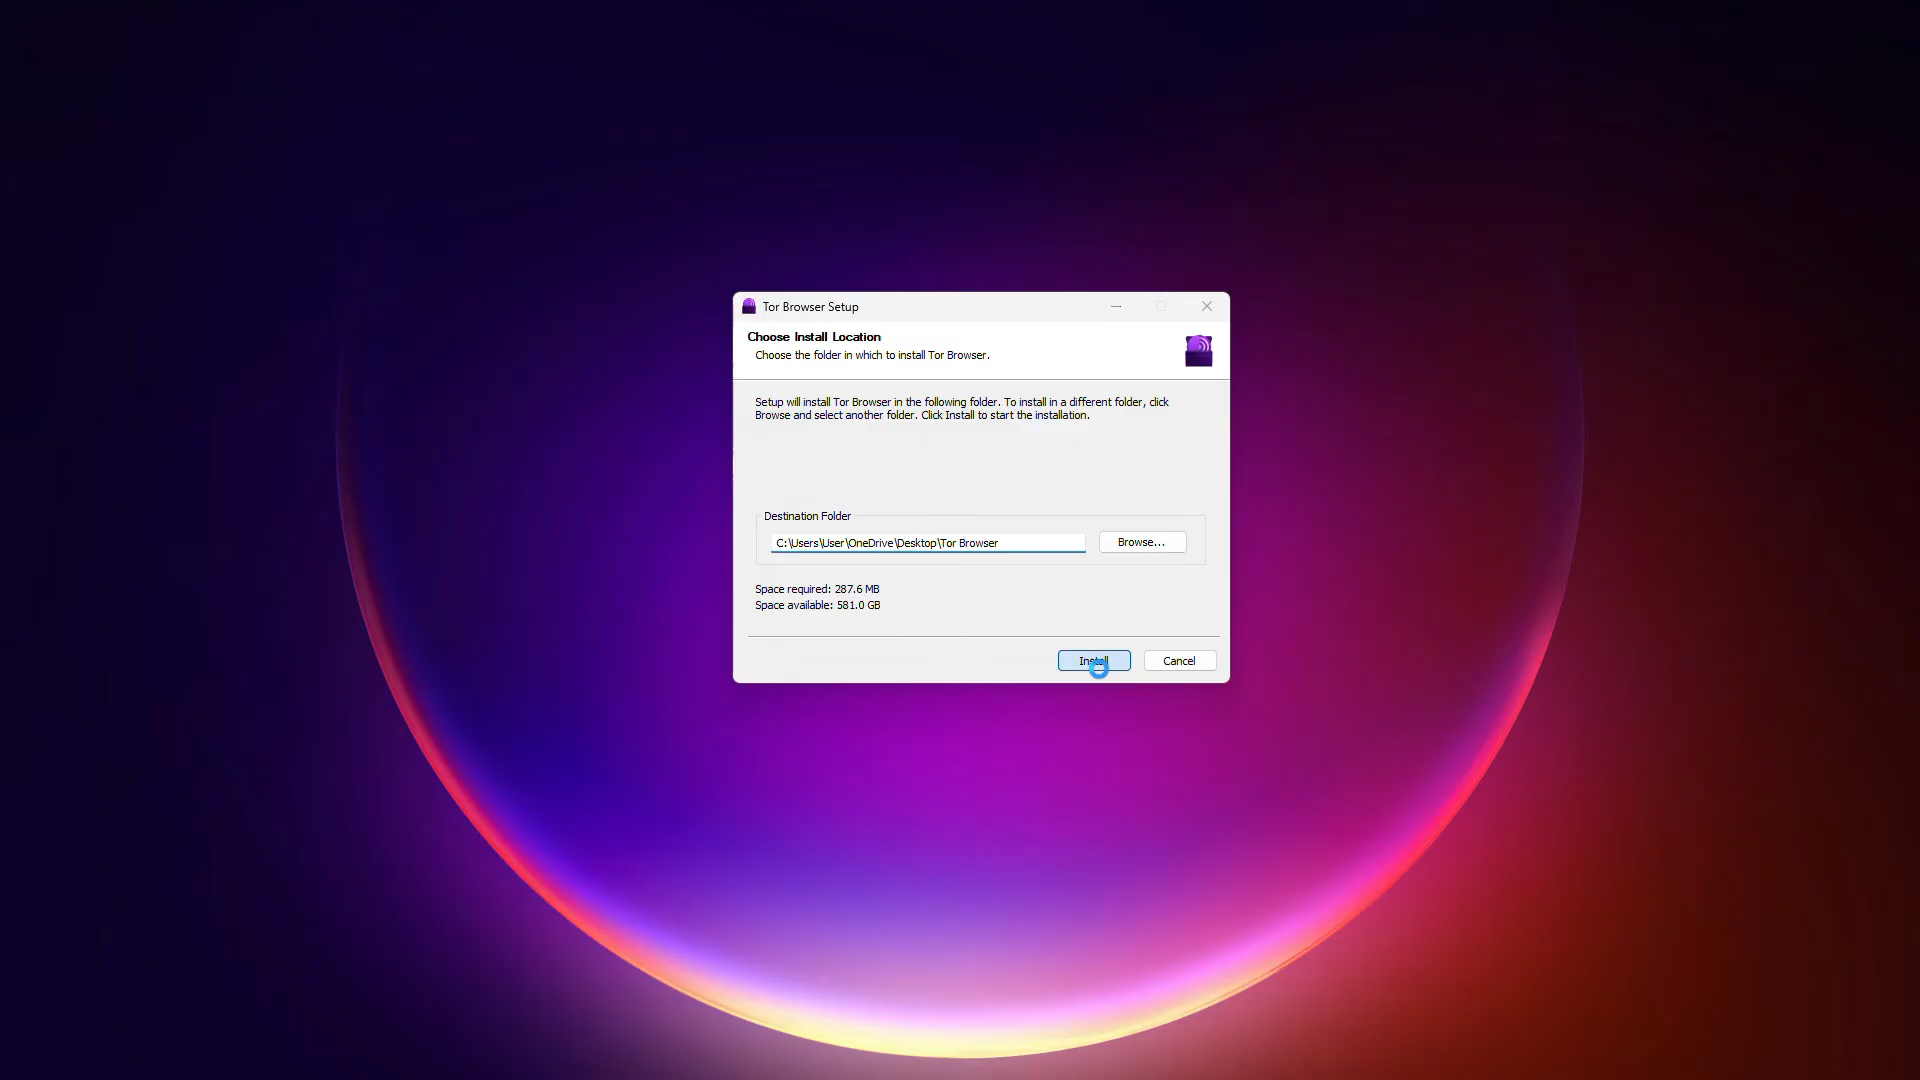 Tor Browser Setup
Choose Install Location
Choose the folder in which to install Tor Browser.
Setup will install Tor Browser in the following folder. To install in a different folder, click
Browse and select another folder. Click Install to start the installation.
Destination Folder
C:\Users\User\OneDrive\Desktop\Tor Browser
Browse...
Space required: 287.6 MB
Space available: 581.0 GB
Install
Cancel